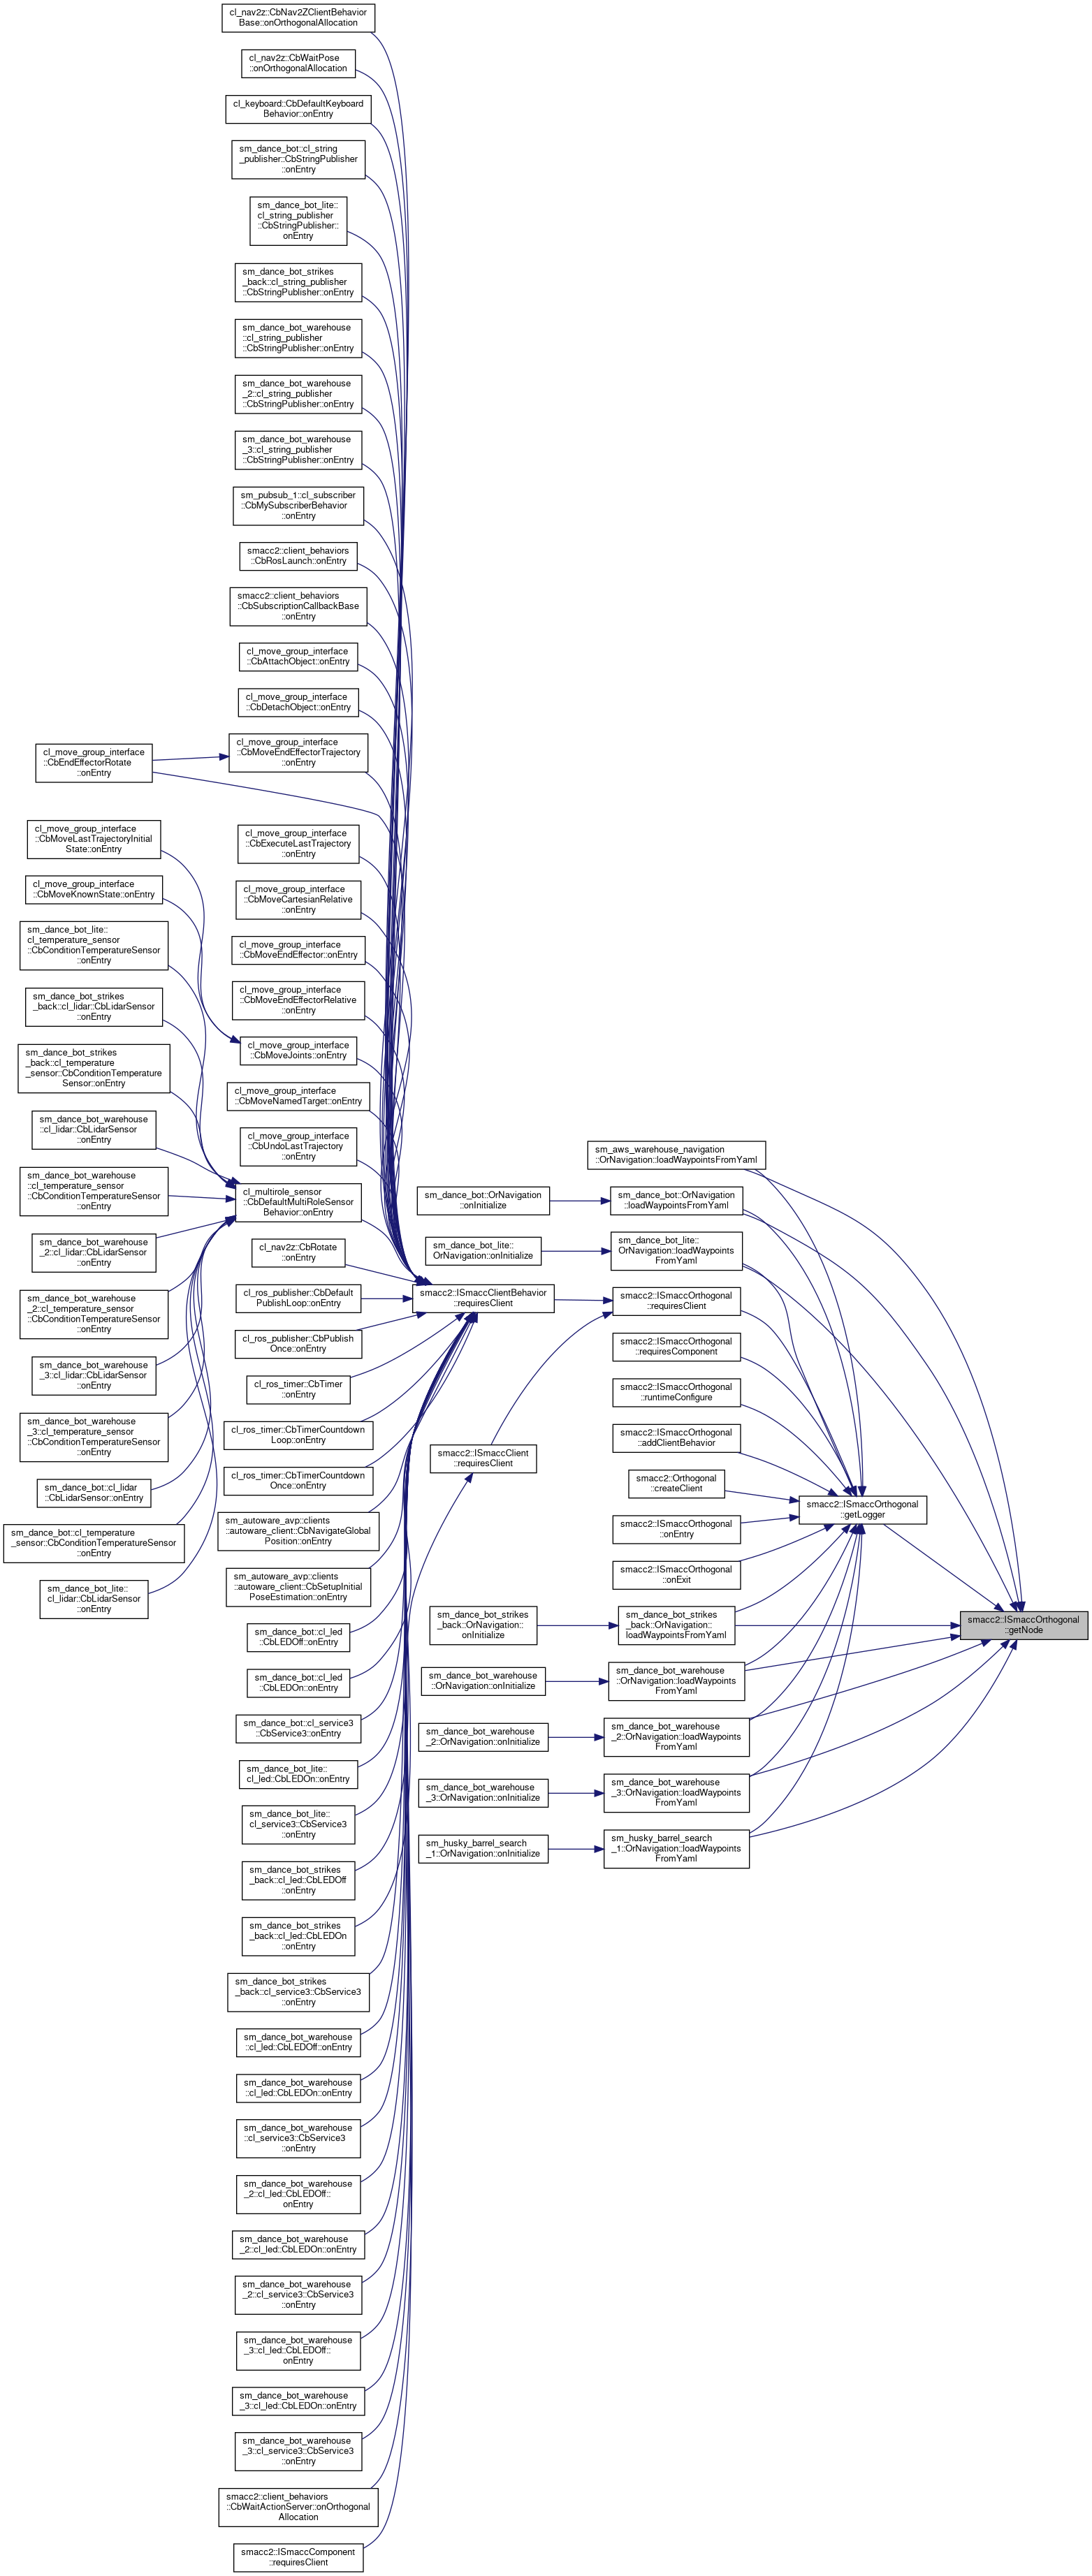 cl_nav2z::CbNav2ZClientBehavior
Base::onOrthogonalAllocation
cl_nav2z::CbWaitPose
::onOrthogonalAllocation
cl_keyboard::CbDefaultKeyboard
Behavior::onEntry
sm_dance_bot::cl_string
_publisher::CbStringPublisher
::onEntry
sm_dance_bot_lite::
cl_string_publisher
::CbStringPublisher::
onEntry
sm_dance_bot_strikes
_back::cl_string_publisher
::CbStringPublisher::onEntry
sm_dance_bot_warehouse
::cl_string_publisher
::CbStringPublisher::onEntry
sm_dance_bot_warehouse
_2::cl_string_publisher
::CbStringPublisher::onEntry
sm_dance_bot_warehouse
_3::cl_string_publisher
::CbStringPublisher::onEntry
sm_pubsub_1::cl_subscriber
::CbMySubscriberBehavior
::onEntry
smacc2::client_behaviors
::CbRosLaunch::onEntry
smacc2::client_behaviors
::CbSubscriptionCallbackBase
::onEntry
cl_move_group_interface
::CbAttachObject::onEntry
cl_move_group_interface
::CbDetachObject::onEntry
cl_move_group_interface
::CbMoveEndEffectorTrajectory
::onEntry
cl_move_group_interface
::CbEndEffectorRotate
::onEntry
cl_move_group_interface
::CbExecuteLastTrajectory
::onEntry
cl_move_group_interface
::CbMoveCartesianRelative
::onEntry
cl_move_group_interface
::CbMoveEndEffector::onEntry
cl_move_group_interface
::CbMoveEndEffectorRelative
::onEntry
cl_move_group_interface
::CbMoveJoints::onEntry
cl_move_group_interface
::CbMoveNamedTarget::onEntry
cl_move_group_interface
::CbUndoLastTrajectory
::onEntry
cl_multirole_sensor
::CbDefaultMultiRoleSensor
Behavior::onEntry
cl_nav2z::CbRotate
::onEntry
cl_ros_publisher::CbDefault
PublishLoop::onEntry
cl_ros_publisher::CbPublish
Once::onEntry
cl_ros_timer::CbTimer
::onEntry
cl_ros_timer::CbTimerCountdown
Loop::onEntry
cl_ros_timer::CbTimerCountdown
Once::onEntry
sm_autoware_avp::clients
::autoware_client::CbNavigateGlobal
Position::onEntry
sm_autoware_avp::clients
::autoware_client::CbSetupInitial
PoseEstimation::onEntry
sm_dance_bot::cl_led
::CbLEDOff::onEntry
sm_dance_bot::cl_led
::CbLEDOn::onEntry
sm_dance_bot::cl_service3
::CbService3::onEntry
sm_dance_bot_lite::
cl_led::CbLEDOn::onEntry
sm_dance_bot_lite::
cl_service3::CbService3
::onEntry
sm_dance_bot_strikes
_back::cl_led::CbLEDOff
::onEntry
sm_dance_bot_strikes
_back::cl_led::CbLEDOn
::onEntry
sm_dance_bot_strikes
_back::cl_service3::CbService3
::onEntry
sm_dance_bot_warehouse
::cl_led::CbLEDOff::onEntry
sm_dance_bot_warehouse
::cl_led::CbLEDOn::onEntry
sm_dance_bot_warehouse
::cl_service3::CbService3
::onEntry
sm_dance_bot_warehouse
_2::cl_led::CbLEDOff::
onEntry
sm_dance_bot_warehouse
_2::cl_led::CbLEDOn::onEntry
sm_dance_bot_warehouse
_2::cl_service3::CbService3
::onEntry
sm_dance_bot_warehouse
_3::cl_led::CbLEDOff::
onEntry
sm_dance_bot_warehouse
_3::cl_led::CbLEDOn::onEntry
sm_dance_bot_warehouse
_3::cl_service3::CbService3
::onEntry
smacc2::client_behaviors
::CbWaitActionServer::onOrthogonal
Allocation
smacc2::ISmaccComponent
::requiresClient
cl_move_group_interface
::CbMoveLastTrajectoryInitial
State::onEntry
cl_move_group_interface
::CbMoveKnownState::onEntry
sm_dance_bot_lite::
cl_temperature_sensor
::CbConditionTemperatureSensor
::onEntry
sm_dance_bot_strikes
_back::cl_lidar::CbLidarSensor
::onEntry
sm_dance_bot_strikes
_back::cl_temperature
_sensor::CbConditionTemperature
Sensor::onEntry
sm_dance_bot_warehouse
::cl_lidar::CbLidarSensor
::onEntry
sm_dance_bot_warehouse
::cl_temperature_sensor
::CbConditionTemperatureSensor
::onEntry
sm_dance_bot_warehouse
_2::cl_lidar::CbLidarSensor
::onEntry
sm_dance_bot_warehouse
_2::cl_temperature_sensor
::CbConditionTemperatureSensor
::onEntry
sm_dance_bot_warehouse
_3::cl_lidar::CbLidarSensor
::onEntry
sm_dance_bot_warehouse
_3::cl_temperature_sensor
::CbConditionTemperatureSensor
::onEntry
sm_dance_bot::cl_lidar
::CbLidarSensor::onEntry
sm_dance_bot::cl_temperature
_sensor::CbConditionTemperatureSensor
::onEntry
sm_dance_bot_lite::
cl_lidar::CbLidarSensor
::onEntry
sm_dance_bot::OrNavigation
::onInitialize
sm_dance_bot_lite::
OrNavigation::onInitialize
smacc2::ISmaccClientBehavior
::requiresClient
smacc2::ISmaccClient
::requiresClient
sm_dance_bot_strikes
_back::OrNavigation::
onInitialize
sm_dance_bot_warehouse
::OrNavigation::onInitialize
sm_dance_bot_warehouse
_2::OrNavigation::onInitialize
sm_dance_bot_warehouse
_3::OrNavigation::onInitialize
sm_husky_barrel_search
_1::OrNavigation::onInitialize
sm_aws_warehouse_navigation
::OrNavigation::loadWaypointsFromYaml
sm_dance_bot::OrNavigation
::loadWaypointsFromYaml
sm_dance_bot_lite::
OrNavigation::loadWaypoints
FromYaml
smacc2::ISmaccOrthogonal
::requiresClient
smacc2::ISmaccOrthogonal
::requiresComponent
smacc2::ISmaccOrthogonal
::runtimeConfigure
smacc2::ISmaccOrthogonal
::addClientBehavior
smacc2::Orthogonal
::createClient
smacc2::ISmaccOrthogonal
::onEntry
smacc2::ISmaccOrthogonal
::onExit
sm_dance_bot_strikes
_back::OrNavigation::
loadWaypointsFromYaml
sm_dance_bot_warehouse
::OrNavigation::loadWaypoints
FromYaml
sm_dance_bot_warehouse
_2::OrNavigation::loadWaypoints
FromYaml
sm_dance_bot_warehouse
_3::OrNavigation::loadWaypoints
FromYaml
sm_husky_barrel_search
_1::OrNavigation::loadWaypoints
FromYaml
smacc2::ISmaccOrthogonal
::getLogger
smacc2::ISmaccOrthogonal
::getNode